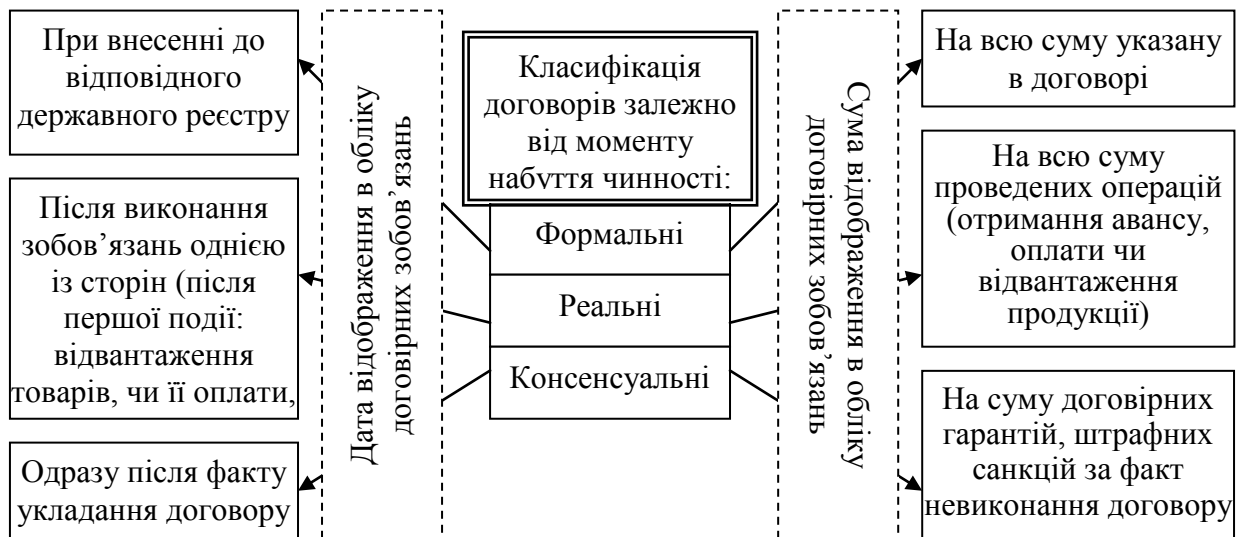 При внесенні до
відповідного
державного реєстру
Після виконання
зобов’язань однією
із сторін (після
першої події:
відвантаження
товарів, чи її оплати,
Одразу після факту
укладання договору
Дата відображення в обліку
договірних зобов’язань
Класифікація
договорів залежно
від моменту
набуття чинності:
Формальні
Реальні
Консенсуальні
Сума відображення в обліку
договірних зобов’язань
На всю суму указану
в договорі
На всю суму
проведених операцій
(отримання авансу,
оплати чи
відвантаження
продукції)
На суму договірних
гарантій, штрафних
санкцій за факт
невиконання договору